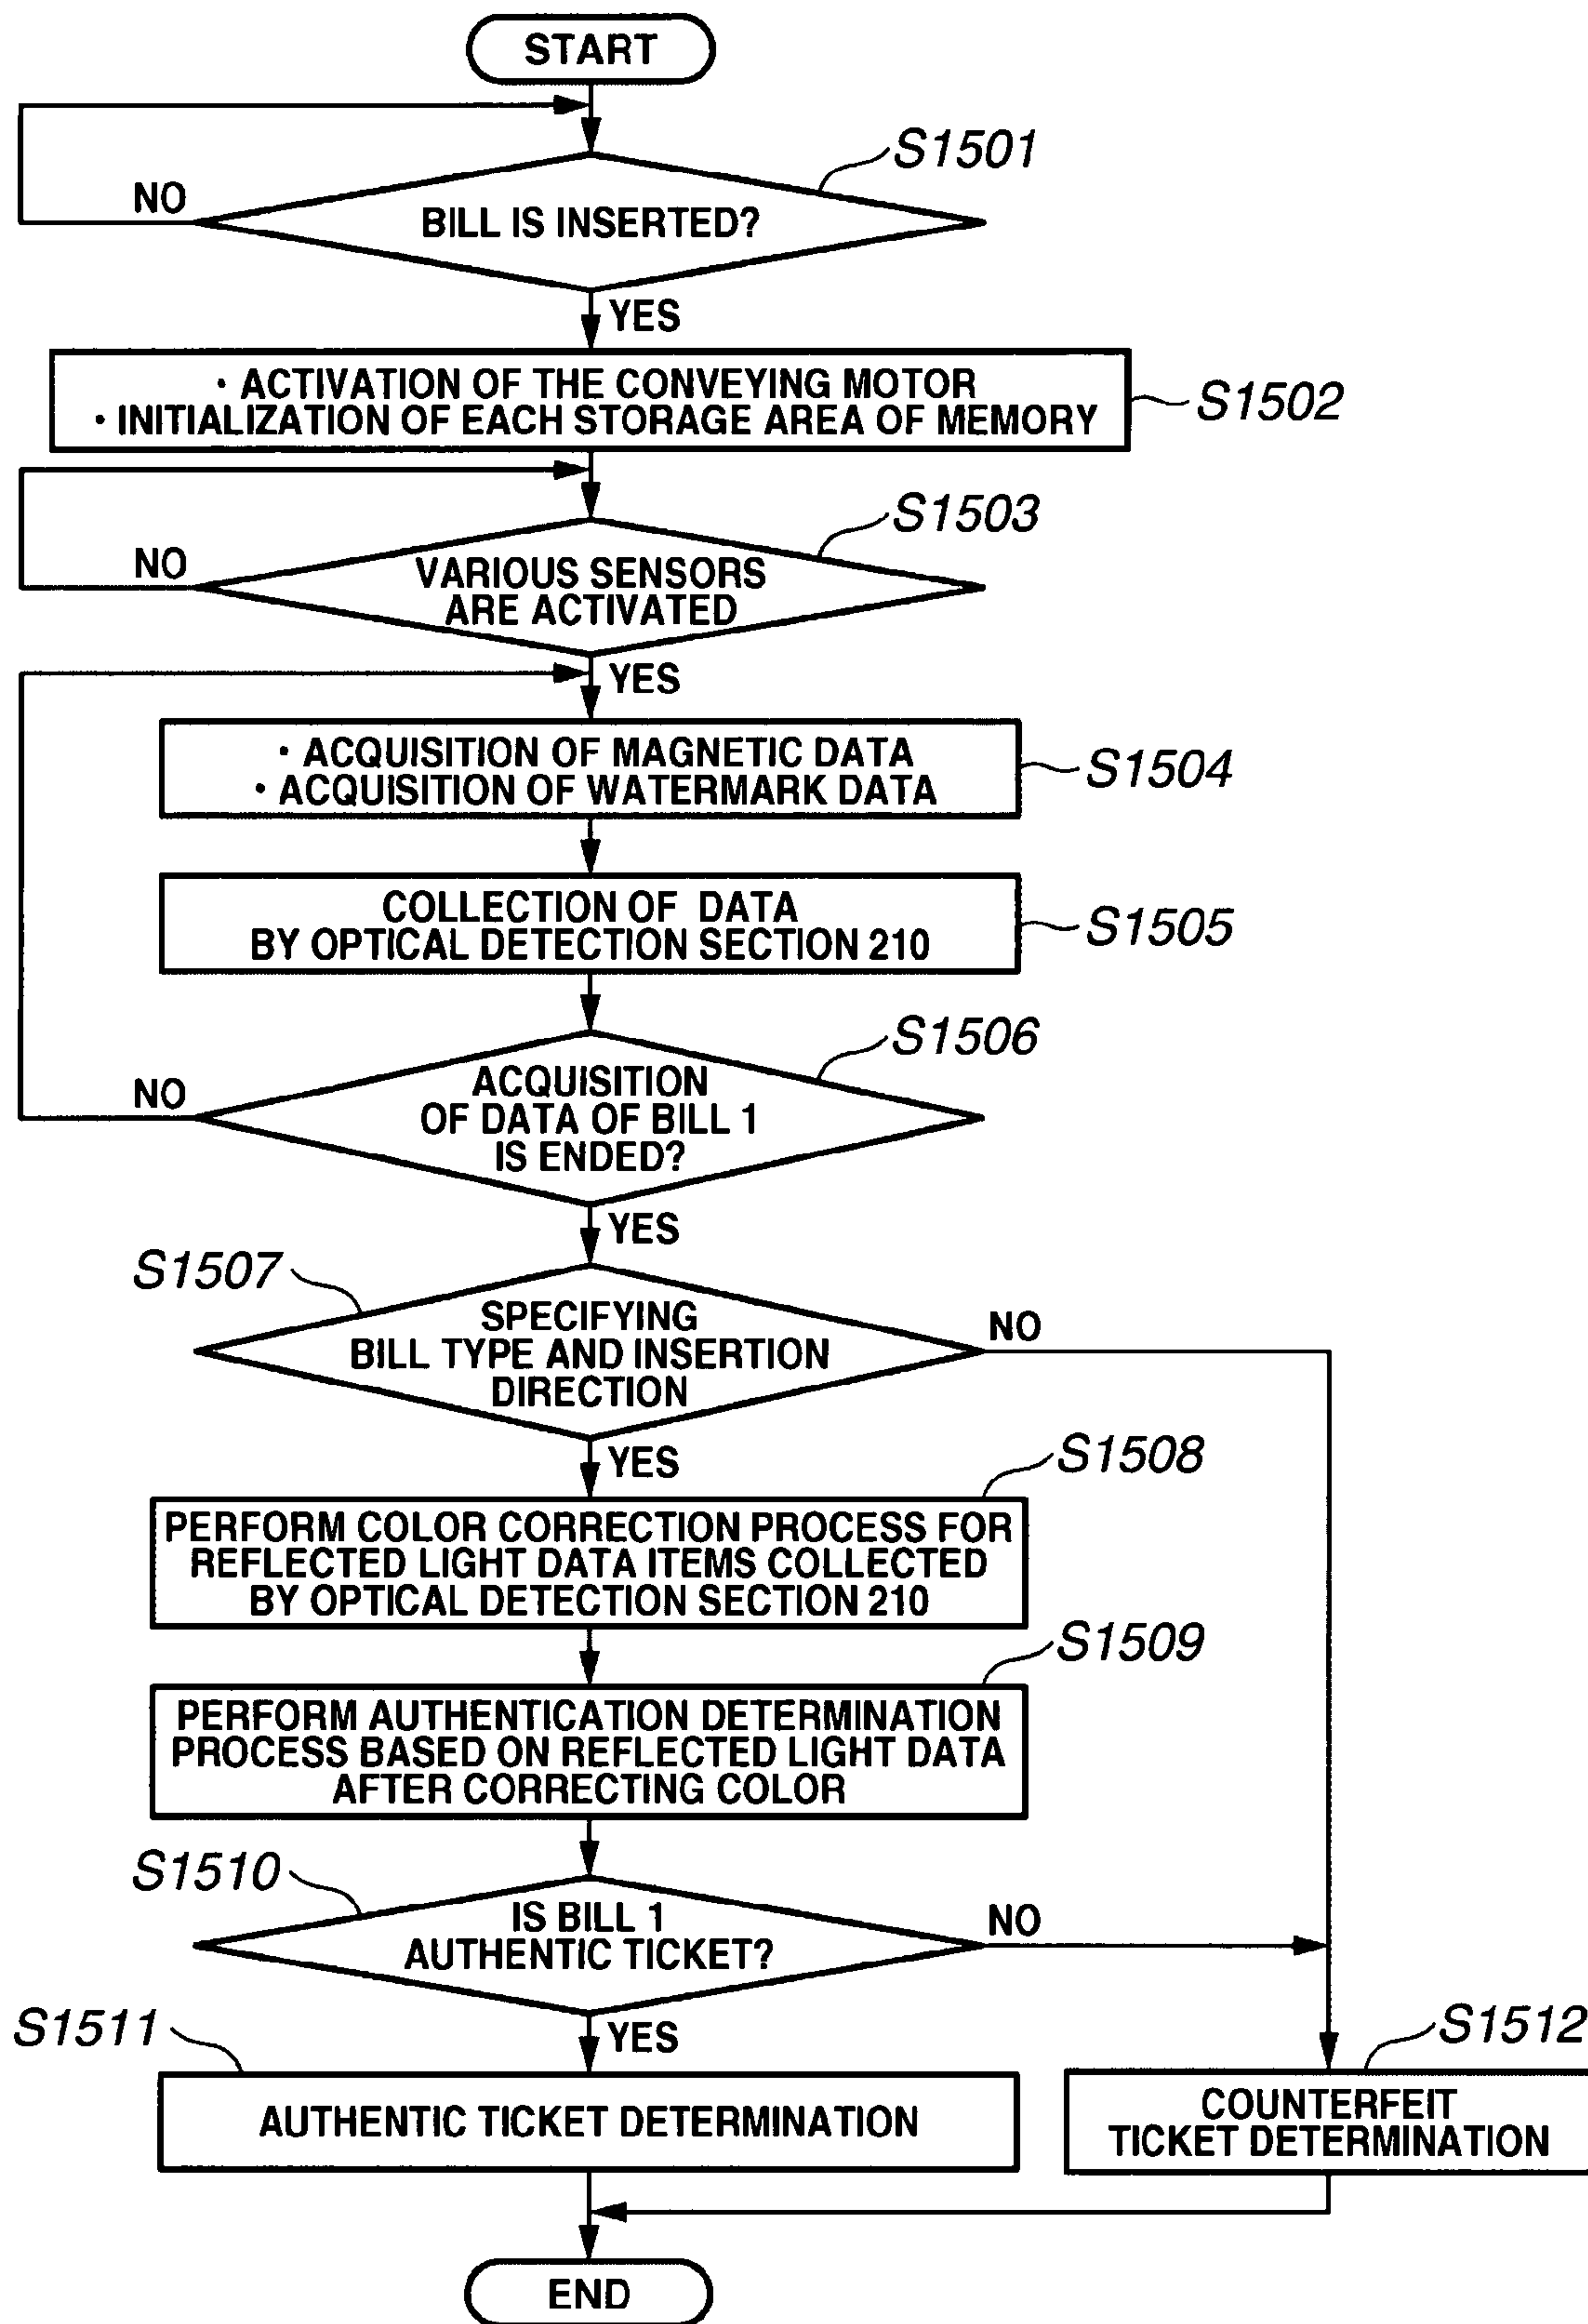 START
S1501
NO
BILL IS INSERTED?
YES
· ACTIVATION OF THE CONVEYING MOTOR
· INITIALIZATION OF EACH STORAGE AREA OF MEMORY
S1502
S1503
NO
VARIOUS SENSORS
ARE ACTIVATED
YES
· ACQUISITION OF MAGNETIC DATA
· ACQUISITION OF WATERMARK DATA
S1504
COLLECTION OF DATA
BY OPTICAL DETECTION SECTION 210
S1505
S1506
NO
ACQUISITION
OF DATA OF BILL 1
IS ENDED?
YES
S1507
SPECIFYING
BILL TYPE AND INSERTION
DIRECTION
NO
YES
S1508
PERFORM COLOR CORRECTION PROCESS FOR
REFLECTED LIGHT DATA ITEMS COLLECTED
BY OPTICAL DETECTION SECTION 210
S1509
PERFORM AUTHENTICATION DETERMINATION
PROCESS BASED ON REFLECTED LIGHT DATA
AFTER CORRECTING COLOR
S1510
IS BILL 1
AUTHENTIC TICKET?
NO
YES
S1511
AUTHENTIC TICKET DETERMINATION
S1512
COUNTERFEIT
TICKET DETERMINATION
END